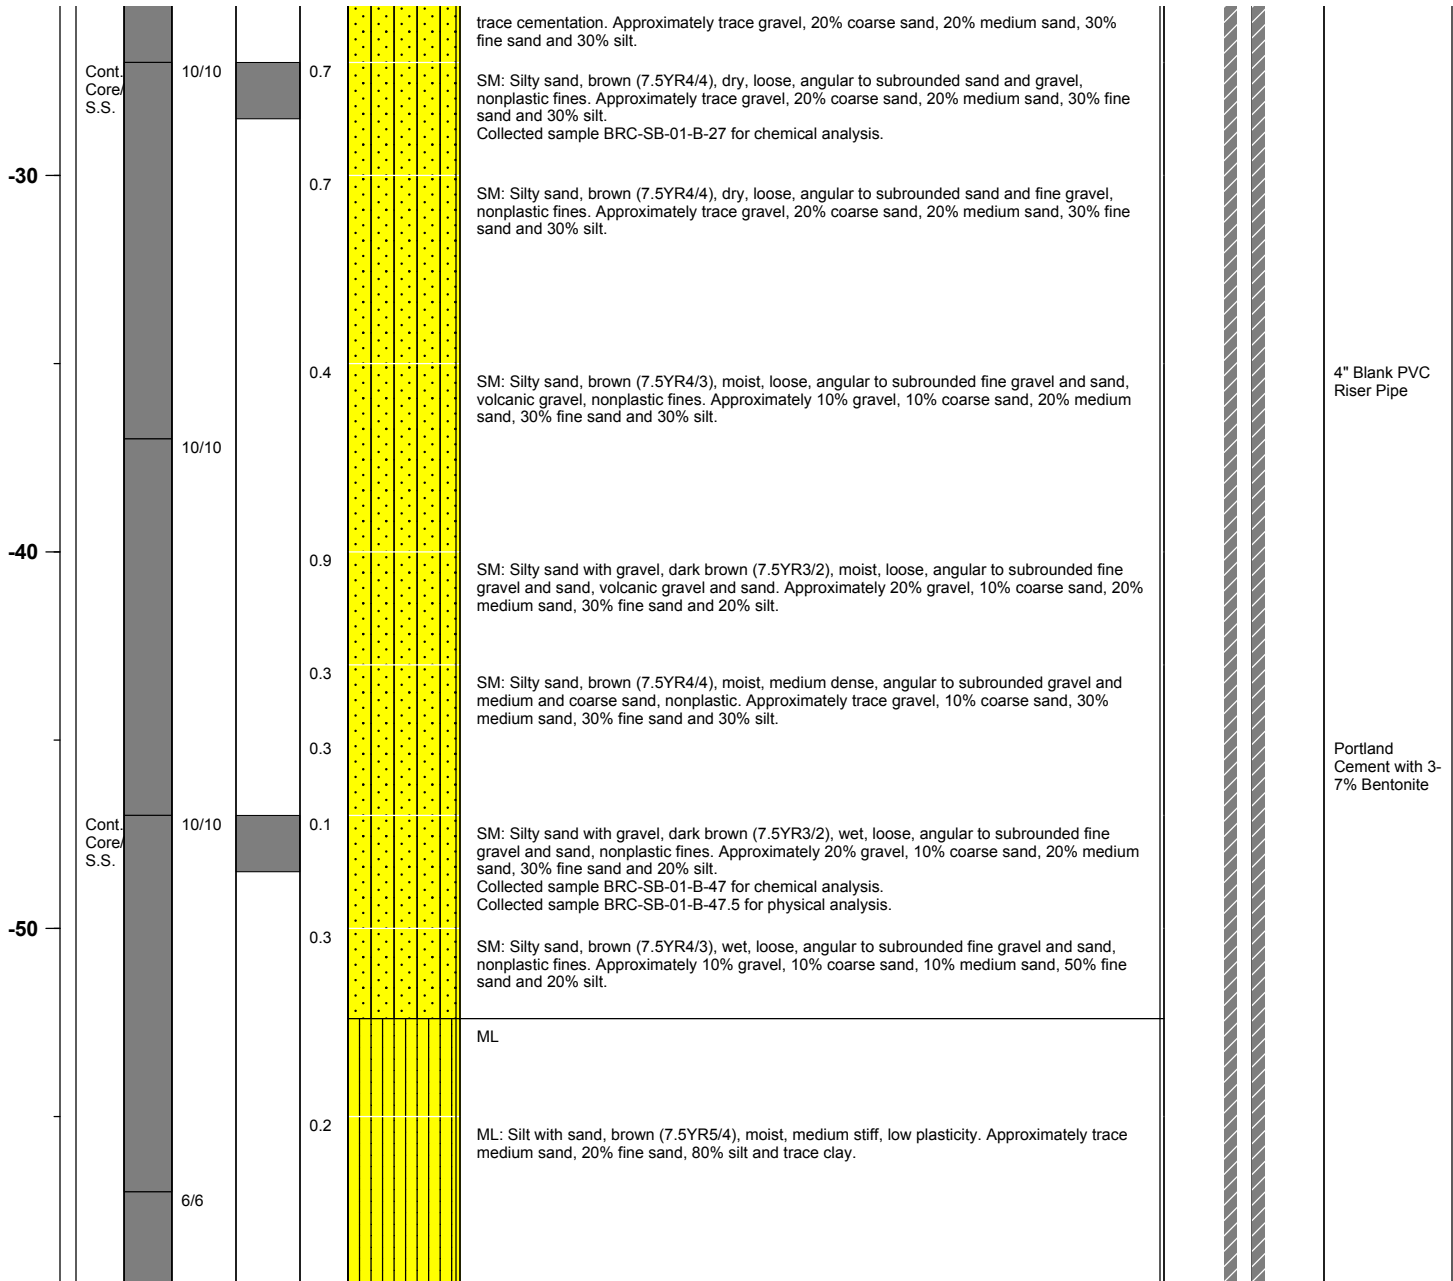 trace cementation. Approximately trace gravel, 20% coarse sand, 20% medium sand, 30%
fine sand and 30% silt.
Cont.
Core/
S.S.
10/10
0.7
SM: Silty sand, brown (7.5YR4/4), dry, loose, angular to subrounded sand and gravel,
nonplastic fines. Approximately trace gravel, 20% coarse sand, 20% medium sand, 30% fine
sand and 30% silt.
Collected sample BRC-SB-01-B-27 for chemical analysis.
-30
0.7
SM: Silty sand, brown (7.5YR4/4), dry, loose, angular to subrounded sand and fine gravel,
nonplastic fines. Approximately trace gravel, 20% coarse sand, 20% medium sand, 30% fine
sand and 30% silt.
0.4
SM: Silty sand, brown (7.5YR4/3), moist, loose, angular to subrounded fine gravel and sand,
volcanic gravel, nonplastic fines. Approximately 10% gravel, 10% coarse sand, 20% medium
sand, 30% fine sand and 30% silt.
4" Blank PVC
Riser Pipe
10/10
-40
0.9
SM: Silty sand with gravel, dark brown (7.5YR3/2), moist, loose, angular to subrounded fine
gravel and sand, volcanic gravel and sand. Approximately 20% gravel, 10% coarse sand, 20%
medium sand, 30% fine sand and 20% silt.
0.3
SM: Silty sand, brown (7.5YR4/4), moist, medium dense, angular to subrounded gravel and
medium and coarse sand, nonplastic. Approximately trace gravel, 10% coarse sand, 30%
medium sand, 30% fine sand and 30% silt.
0.3
Portland
Cement with 3-
7% Bentonite
Cont.
Core/
S.S.
10/10
0.1
SM: Silty sand with gravel, dark brown (7.5YR3/2), wet, loose, angular to subrounded fine
gravel and sand, nonplastic fines. Approximately 20% gravel, 10% coarse sand, 20% medium
sand, 30% fine sand and 20% silt.
Collected sample BRC-SB-01-B-47 for chemical analysis.
Collected sample BRC-SB-01-B-47.5 for physical analysis.
-50
0.3
SM: Silty sand, brown (7.5YR4/3), wet, loose, angular to subrounded fine gravel and sand,
nonplastic fines. Approximately 10% gravel, 10% coarse sand, 10% medium sand, 50% fine
sand and 20% silt.
ML
0.2
ML: Silt with sand, brown (7.5YR5/4), moist, medium stiff, low plasticity. Approximately trace
medium sand, 20% fine sand, 80% silt and trace clay.
6/6